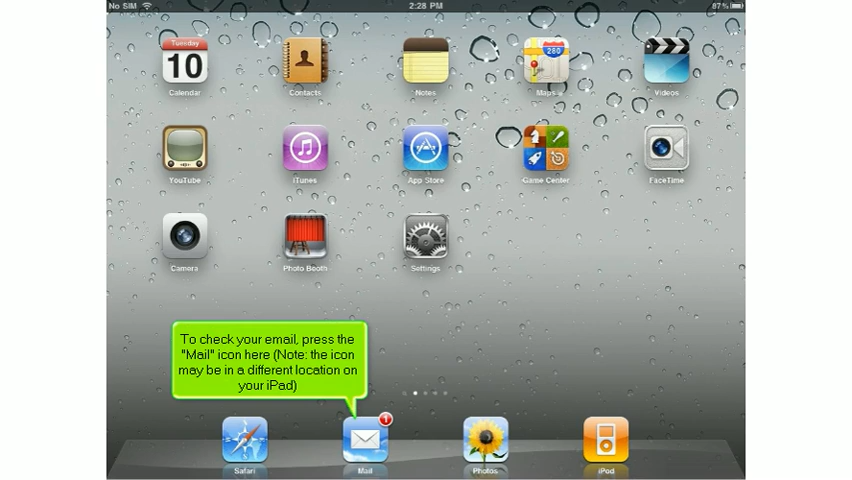 No SIM
2:28 PM
87%
Tuesday
10
Calendar
Contacts
Notes
280
Maps
Videos
YouTube
iTunes
App Store
Game Center
FaceTime
Camera
Photo Booth
Settings
To check your email, press the
"Mail" icon here (Note: the icon
may be in a different location on
your iPad)
1
Safari
Mail
Photos
iPod